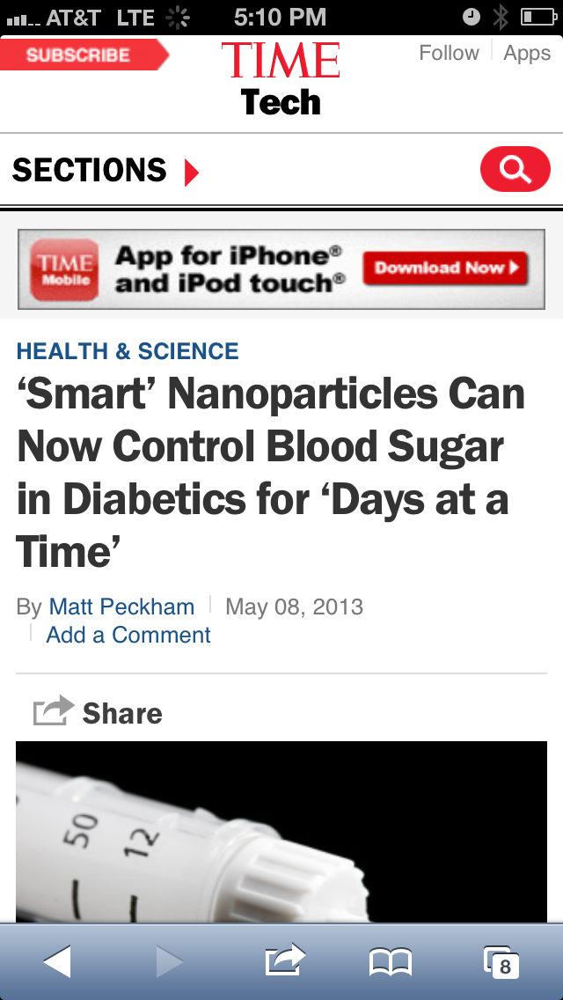 AT&T LTE 5:10 PM
SUBSCRIBE TIME Follow Apps
Tech
SECTIONS
TIME Mobile App for iPhone® and iPod touch® Download Now
HEALTH & SCIENCE
‘Smart’ Nanoparticles Can
Now Control Blood Sugar
in Diabetics for ‘Days at a
Time’
By Matt Peckham May 08, 2013
Add a Comment
Share
50
12
8